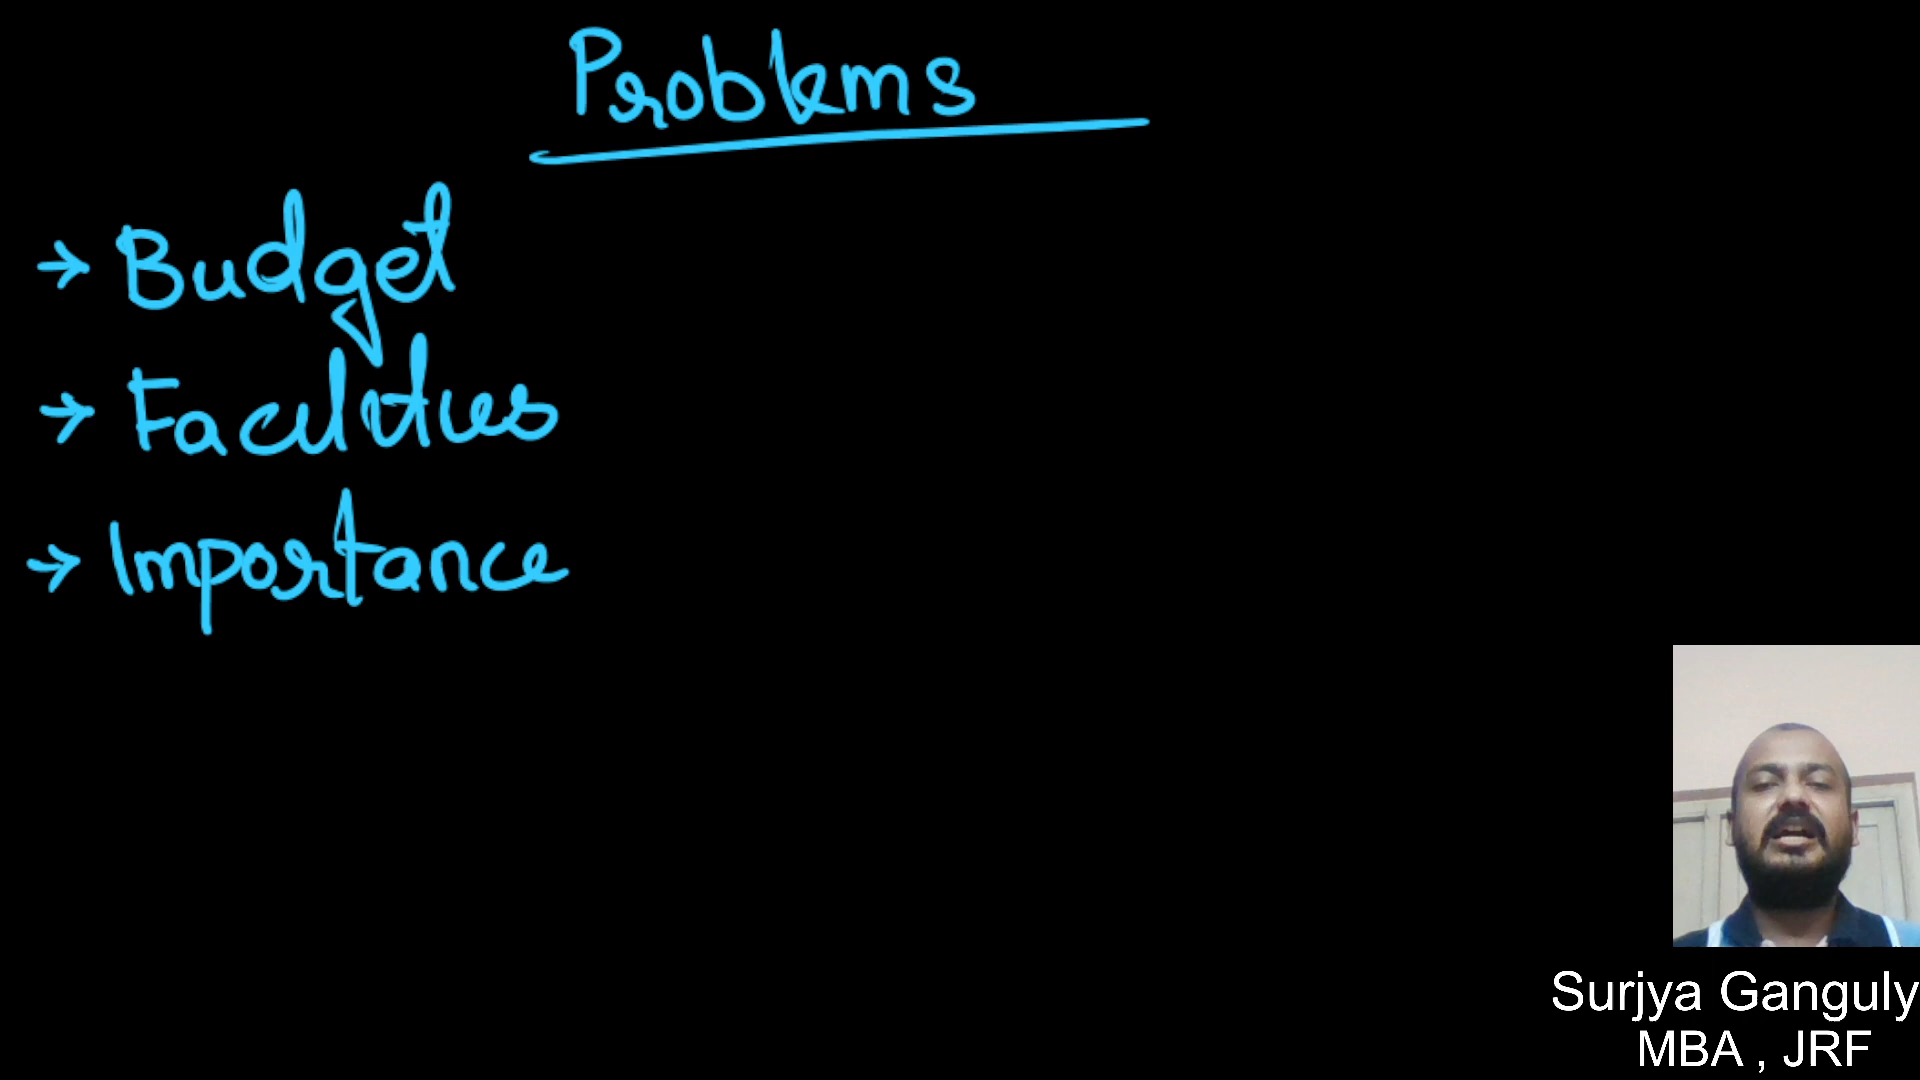 Problems
→ Budget
→ Facilities
→ Importance
Surjya Ganguly
MBA , JRF